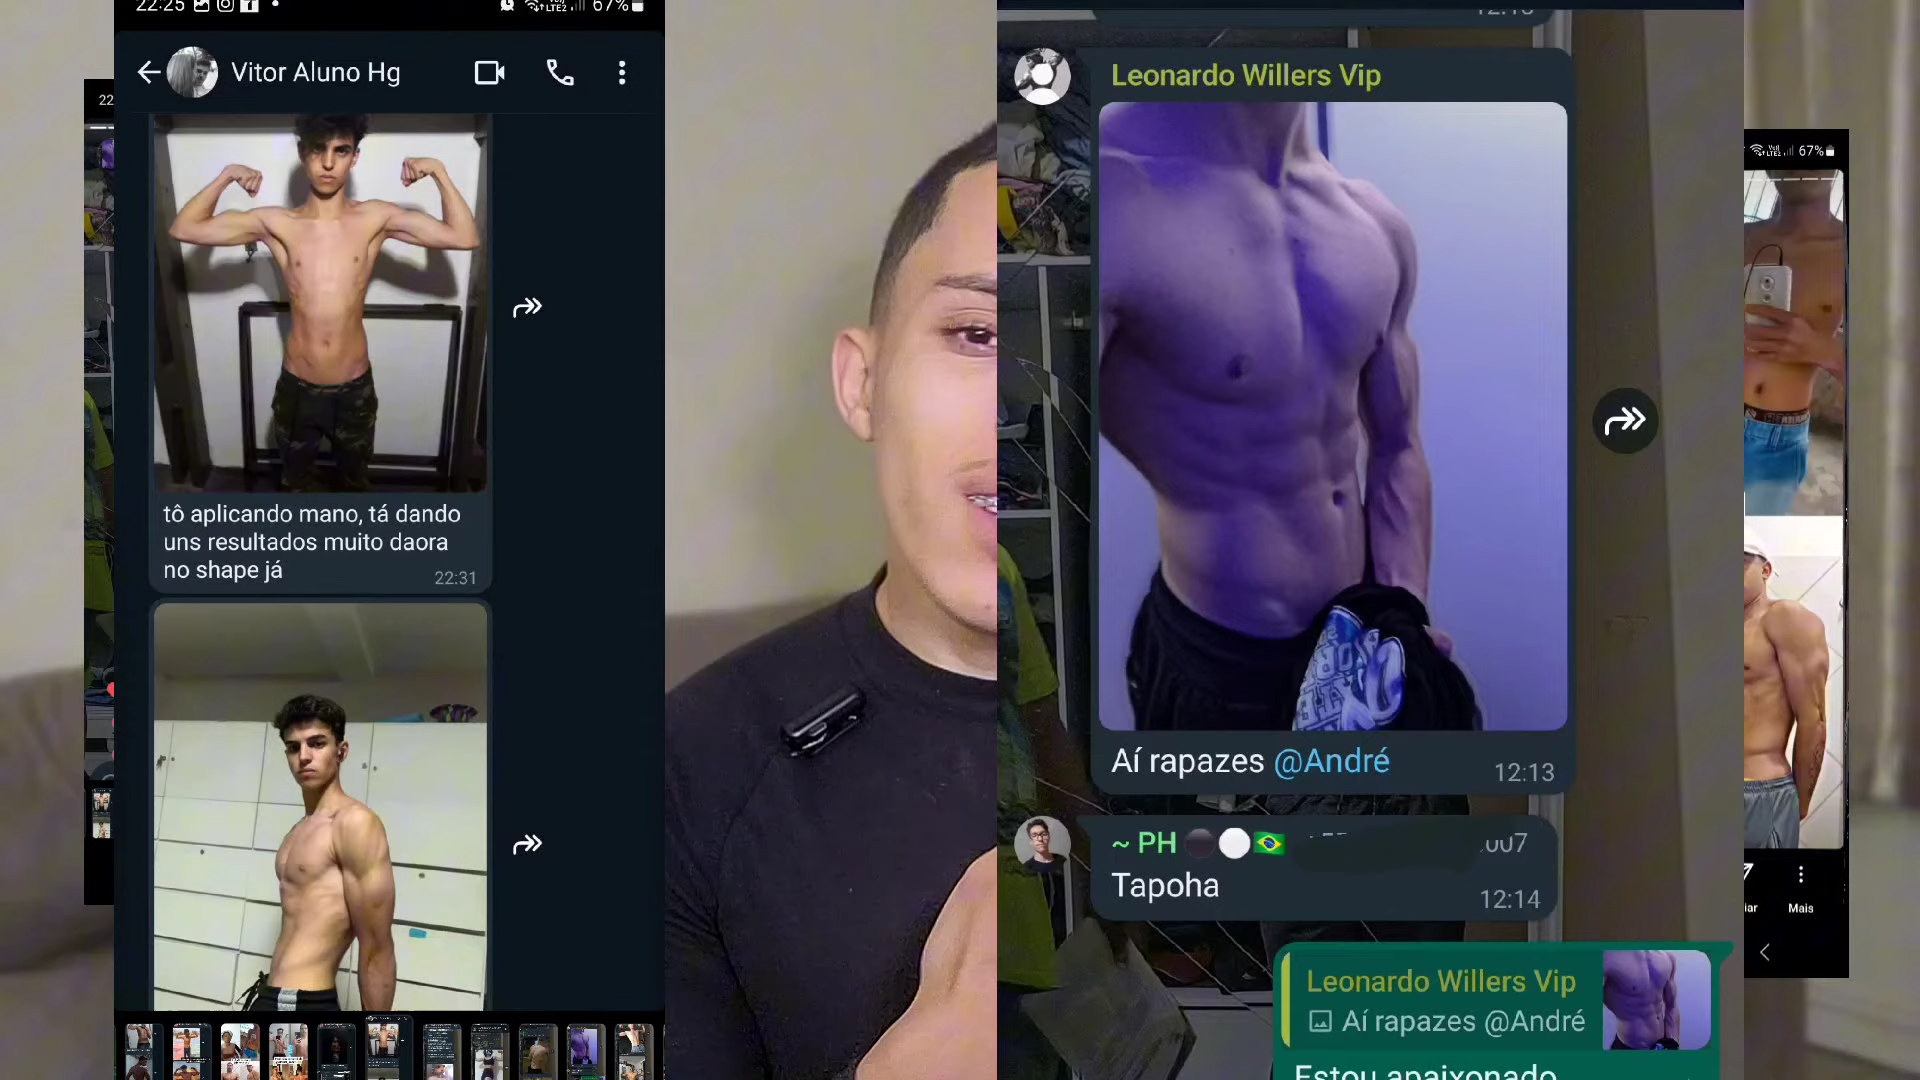 22:25
67%
Vitor Aluno Hg
tô aplicando mano, tá dando
uns resultados muito daora
no shape já
22:31
22
Leonardo Willers Vip
Aí rapazes @André
12:13
~ PH
Tapoha
12:14
Leonardo Willers Vip
Aí rapazes @André
Estou apaixonado
67%
iar
Mais